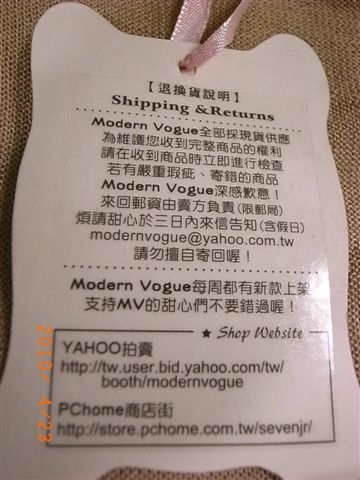 【退換貨說明】
Shipping &Returns
Modern Vogue全部採現貨供應
為維護您收到完整商品的權利
請在收到商品時立即進行檢查
若有嚴重瑕疵、寄錯的商品
Modern Vogue深感歉意！
來回郵資由賣方負責(限郵局)
煩請甜心於三日內來信告知(含假日)
modernvogue@yahoo.com.tw
請勿擅自寄回喔！
Modern Vogue每周都有新款上架
支持MV的甜心們不要錯過喔！
★ Shop Website
YAHOO拍賣
http://tw.user.bid.yahoo.com/tw/
booth/modernvogue
PChome商店街
http://store.pchome.com.tw/sevenjr/
2010/4/23